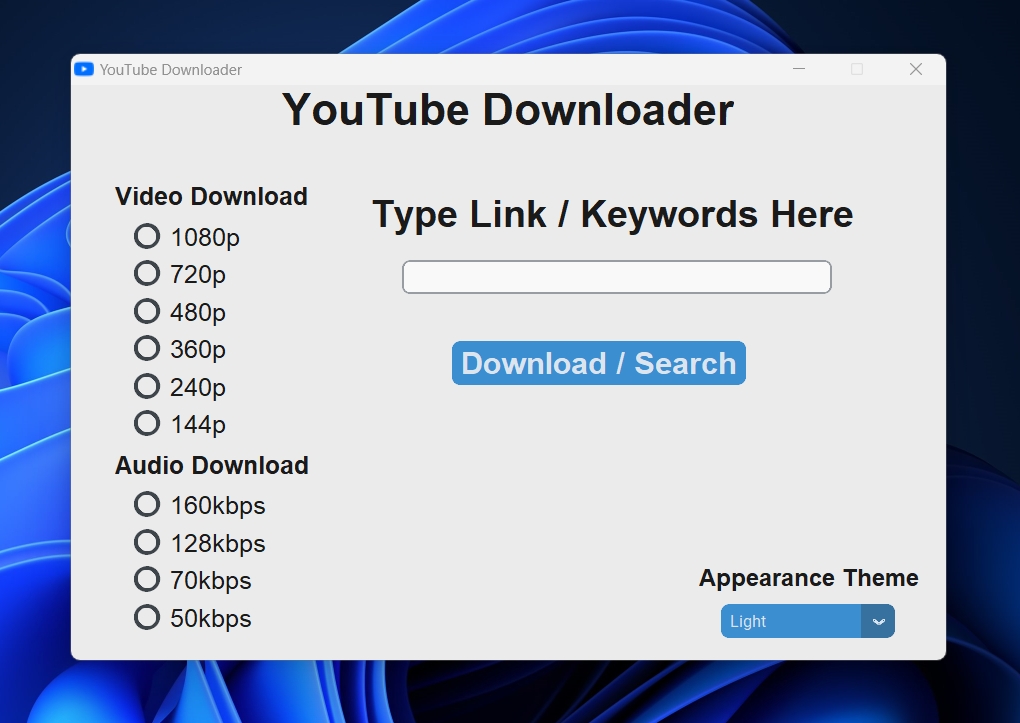 YouTube Downloader
YouTube Downloader
Video Download
1080p
720p
480p
360p
240p
144p
Audio Download
160kbps
128kbps
70kbps
50kbps
Type Link / Keywords Here
Download / Search
Appearance Theme
Light